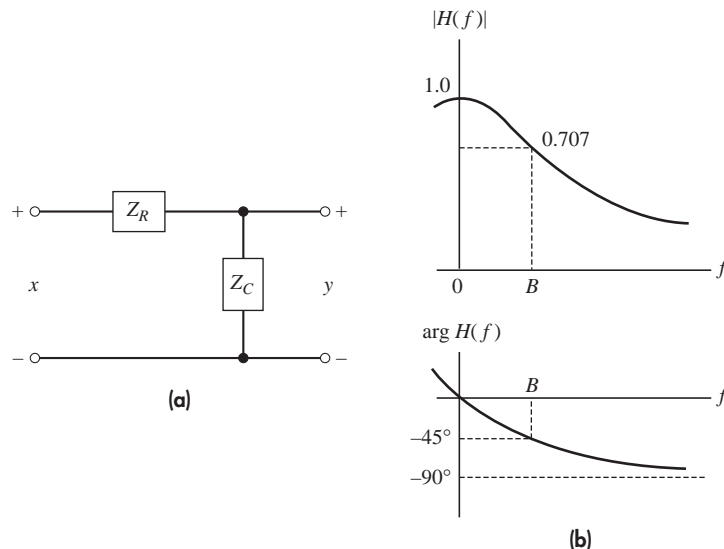 + Z_R +
x Z_C y
– –
(a)
|H(f)|
1.0
0.707
0 B f
arg H(f)
B
f
–45°
–90°
(b)